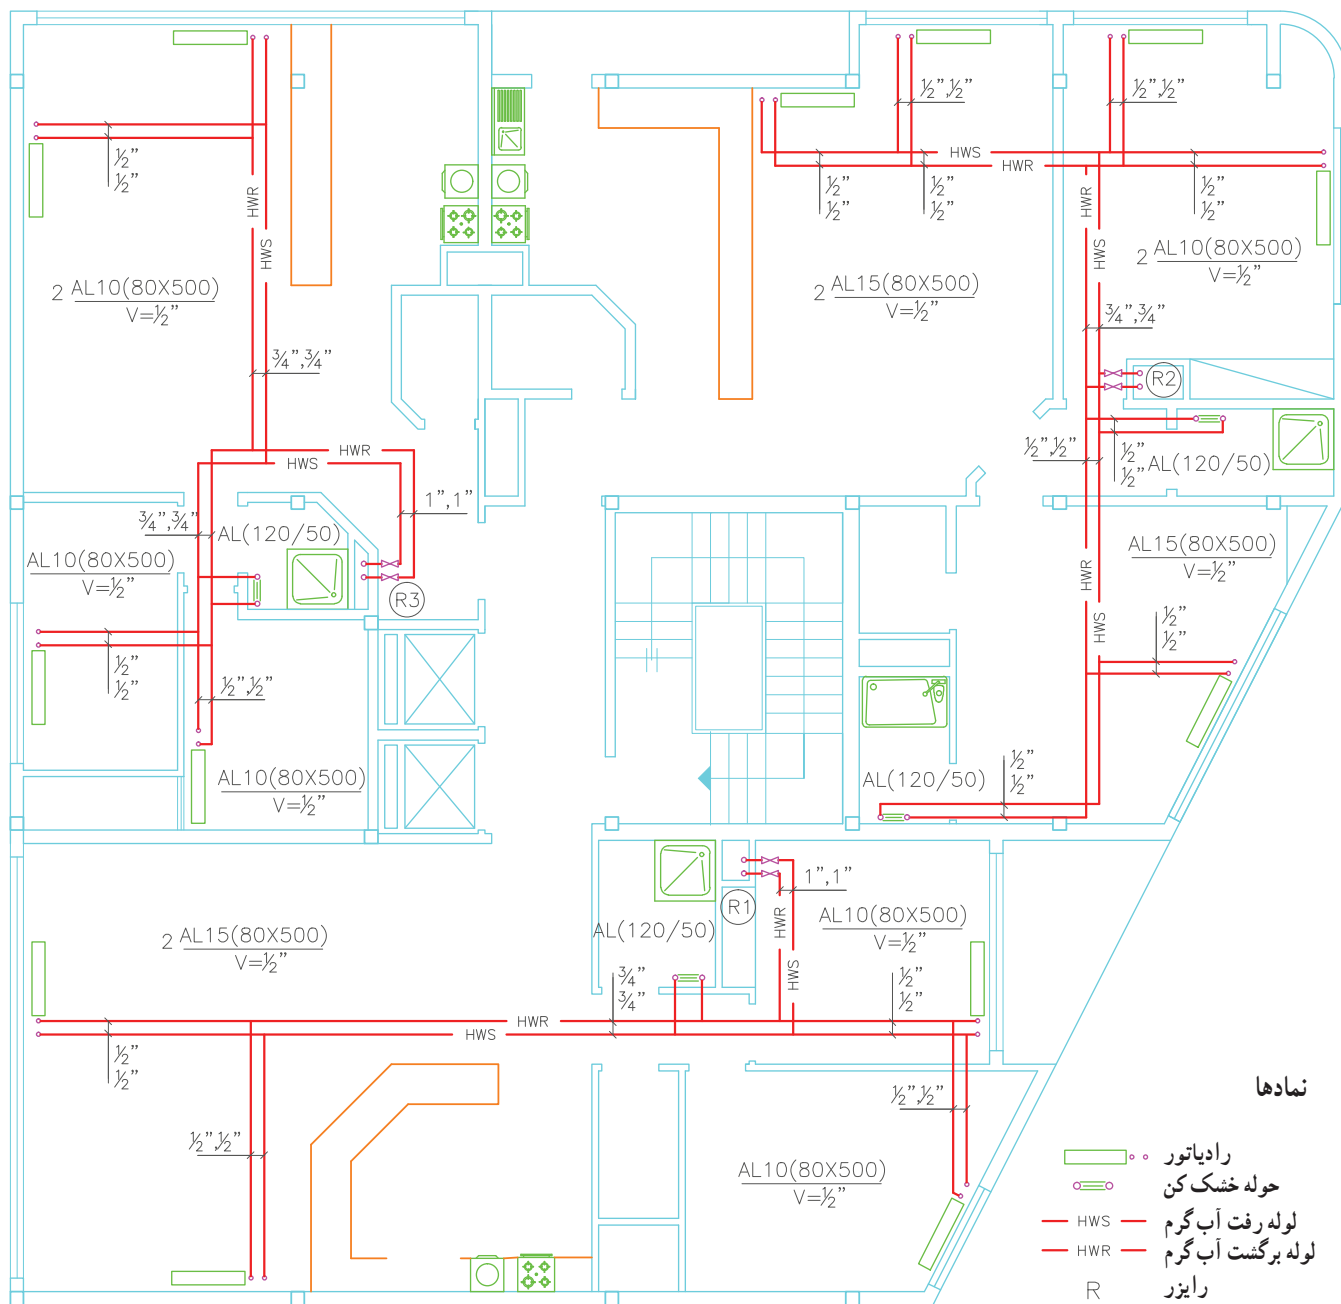 ½”,½”
½”,½”
HWS
HWR
½”
½”
½”
½”
½”
½”
½”
½”
HWR
HWS
HWR
HWS
2 AL10(80X500)
V=½”
2 AL15(80X500)
V=½”
2 AL10(80X500)
V=½”
¾”,¾”
¾”,¾”
R2
HWR
HWS
½”,½”
½”
½”
AL(120/50)
1”,1”
¾”,¾”
AL(120/50)
AL10(80X500)
V=½”
R3
AL15(80X500)
V=½”
HWR
HWS
½”
½”
½”
½”
½”,½”
AL10(80X500)
V=½”
½”
½”
AL(120/50)
1”,1”
R1
AL(120/50)
HWR
HWS
AL10(80X500)
V=½”
2 AL15(80X500)
V=½”
¾”
¾”
½”
½”
HWR
HWS
½”
½”
½”,½”
½”,½”
AL10(80X500)
V=½”
نمادها
رادیاتور
حوله خشک کن
HWS لوله رفت آب گرم
HWR لوله برگشت آب گرم
R رایزر